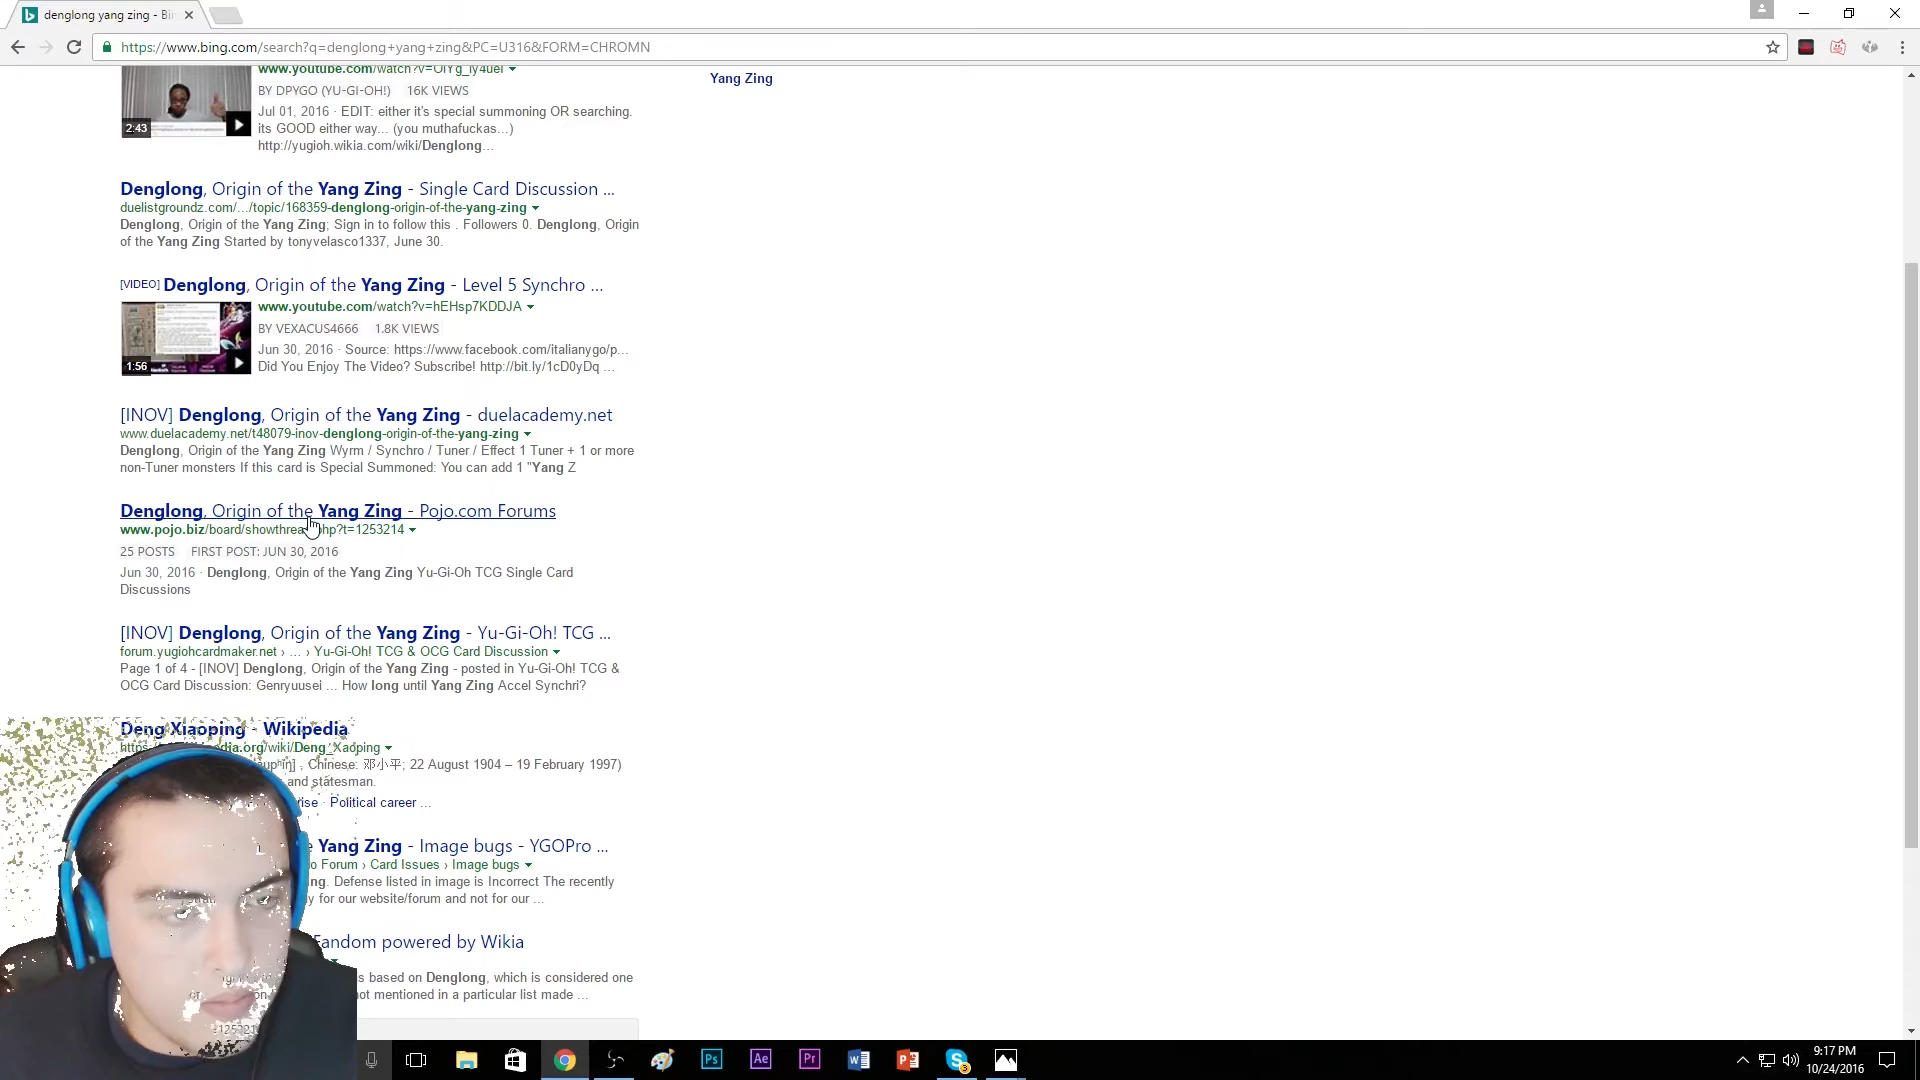 denglong yang zing - Bin
https://www.bing.com/search?q=denglong+yang+zing&PC=U316&FORM=CHROMN
Yang Zing
BY DPYGO (YU-GI-OH!) 16K VIEWS
Jul 01, 2016 · EDIT: either it's special summoning OR searching.
its GOOD either way... (you muthafuckas...)
http://yugioh.wikia.com/wiki/Denglong...
2:43
Denglong, Origin of the Yang Zing - Single Card Discussion ...
duelistgroundz.com/.../topic/168359-denglong-origin-of-the-yang-zing
Denglong, Origin of the Yang Zing; Sign in to follow this . Followers 0. Denglong, Origin
of the Yang Zing Started by tonyvelasco1337, June 30.
[VIDEO] Denglong, Origin of the Yang Zing - Level 5 Synchro ...
www.youtube.com/watch?v=hEHsp7KDDJA
BY VEXACUS4666 1.8K VIEWS
Jun 30, 2016 · Source: https://www.facebook.com/italianygo/p...
Did You Enjoy The Video? Subscribe! http://bit.ly/1cD0yDq ...
1:56
[INOV] Denglong, Origin of the Yang Zing - duelacademy.net
www.duelacademy.net/t48079-inov-denglong-origin-of-the-yang-zing
Denglong, Origin of the Yang Zing Wyrm / Synchro / Tuner / Effect 1 Tuner + 1 or more
non-Tuner monsters If this card is Special Summoned: You can add 1 "Yang Z
Denglong, Origin of the Yang Zing - Pojo.com Forums
www.pojo.biz/board/showthread.php?t=1253214
25 POSTS FIRST POST: JUN 30, 2016
Jun 30, 2016 · Denglong, Origin of the Yang Zing Yu-Gi-Oh TCG Single Card
Discussions
[INOV] Denglong, Origin of the Yang Zing - Yu-Gi-Oh! TCG ...
forum.yugiohcardmaker.net › ... › Yu-Gi-Oh! TCG & OCG Card Discussion
Page 1 of 4 - [INOV] Denglong, Origin of the Yang Zing - posted in Yu-Gi-Oh! TCG &
OCG Card Discussion: Genryuusei ... How long until Yang Zing Accel Synchri?
Deng Xiaoping - Wikipedia
.org/wiki/Deng_Xiaoping
Chinese: 邓小平; 22 August 1904 – 19 February 1997)
and statesman.
Political career ...
Yang Zing - Image bugs - YGOPro ...
Forum › Card Issues › Image bugs
Defense listed in image is Incorrect The recently
for our website/forum and not for our ...
Fandom powered by Wikia
based on Denglong, which is considered one
not mentioned in a particular list made ...
Ps
Ae
Pr
3
9:17 PM
10/24/2016